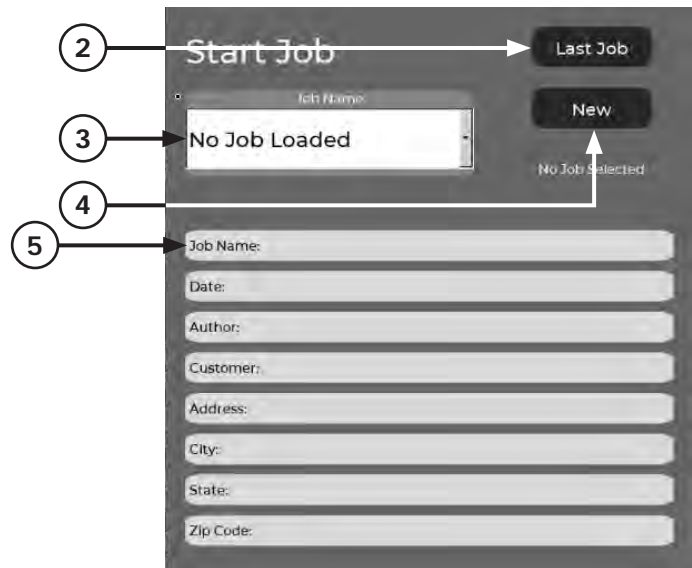 2
Start Job
Last Job
Job Name:
New
3
No Job Loaded
No Job Selected
4
5
Job Name:
Date:
Author:
Customer:
Address:
City:
State:
Zip Code: